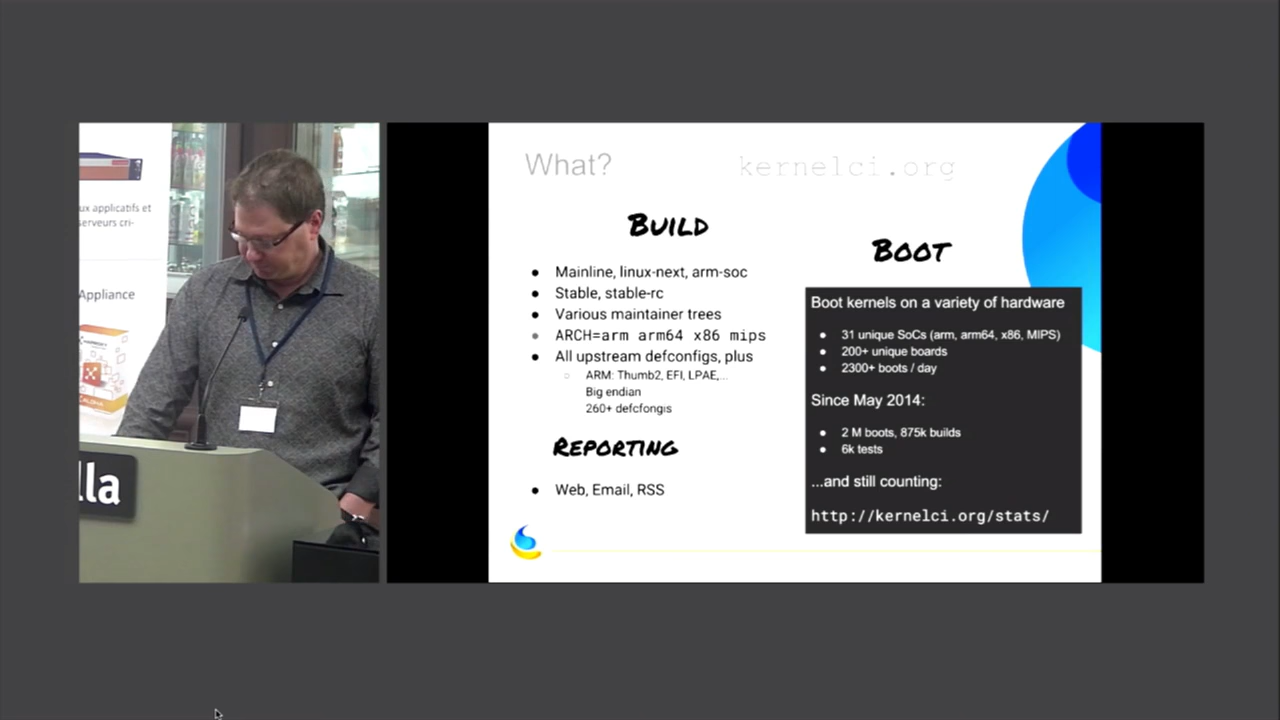 ux applicatifs et
serveurs cri-
Appliance
lla
What?
kernelci.org
BUILD
● Mainline, linux-next, arm-soc
● Stable, stable-rc
● Various maintainer trees
● ARCH=arm arm64 x86 mips
● All upstream defconfigs, plus
○ ARM: Thumb2, EFI, LPAE,...
Big endian
260+ defcfongis
REPORTING
● Web, Email, RSS
BOOT
Boot kernels on a variety of hardware
● 31 unique SoCs (arm, arm64, x86, MIPS)
● 200+ unique boards
● 2300+ boots / day
Since May 2014:
● 2 M boots, 875k builds
● 6k tests
...and still counting:
http://kernelci.org/stats/